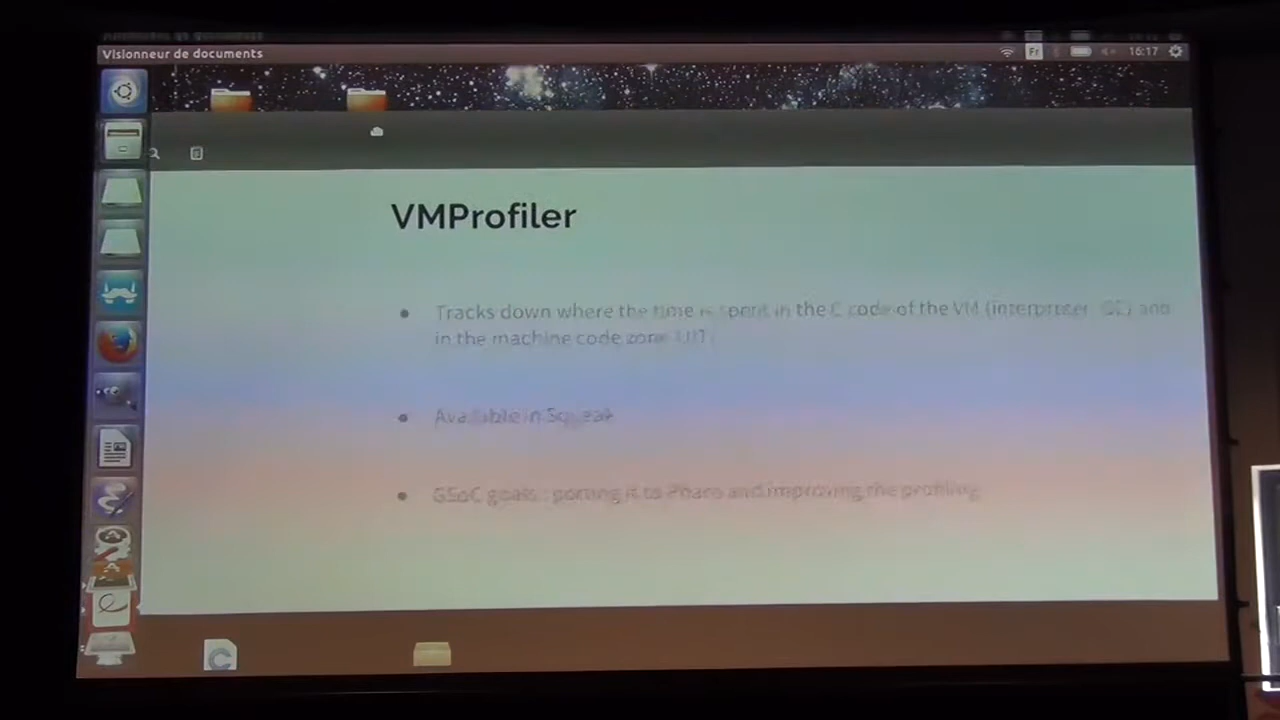 Visionneur de documents
Fr
16:17
VMProfiler
Tracks down where the time is spent in the C code of the VM (interpreter, GC) and
in the machine code zone (JIT)
Available in Squeak
GSoC goals : porting it to Pharo and improving the profiling